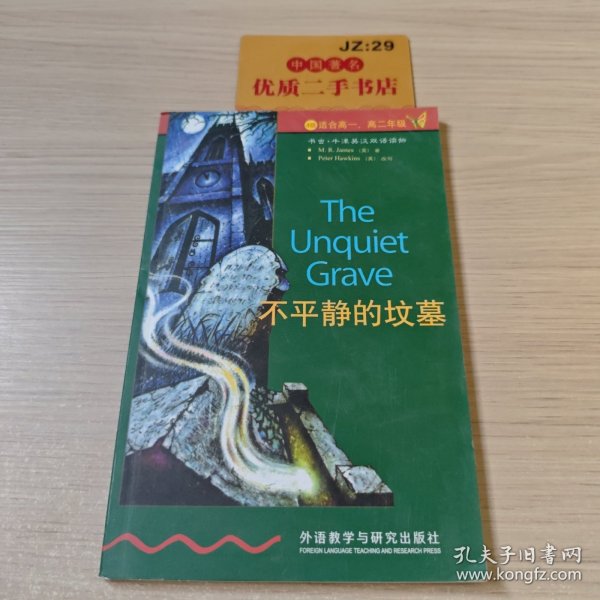 JZ:29
中国著名
优质二手书店
适合高一、高二年级
书虫·牛津英汉双语读物
M. R. James (英) 著
Peter Hawkins (英) 改写
The
Unquiet
Grave
不平静的坟墓
外语教学与研究出版社
FOREIGN LANGUAGE TEACHING AND RESEARCH PRESS
孔夫子旧书网
www.kongfz.com